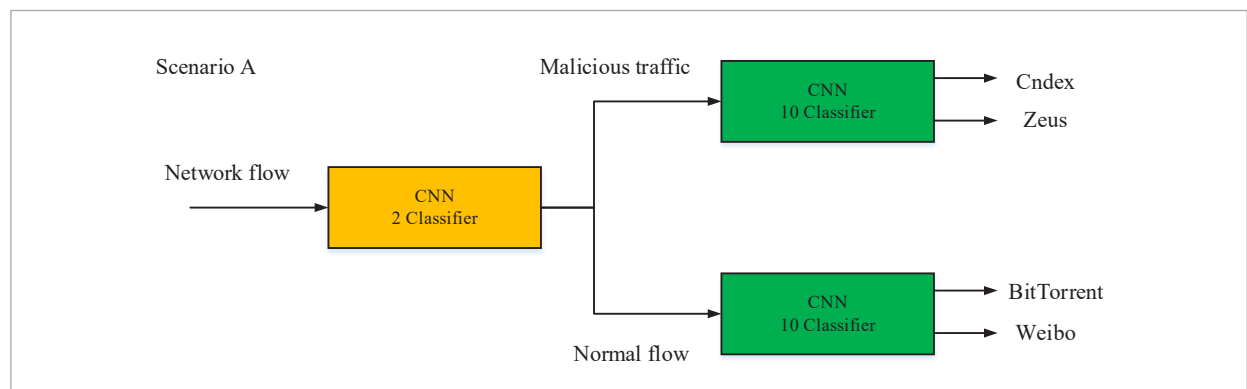 Scenario A
Malicious traffic
CNN
10 Classifier
Cndex
Zeus
Network flow
CNN
2 Classifier
CNN
10 Classifier
BitTorrent
Weibo
Normal flow